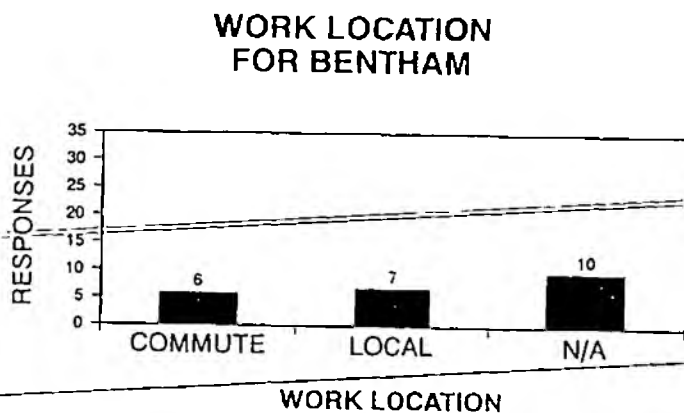 WORK LOCATION
FOR BENTHAM
RESPONSES
35
30
25
20
15
10
5
0
6
7
10
COMMUTE LOCAL N/A
WORK LOCATION